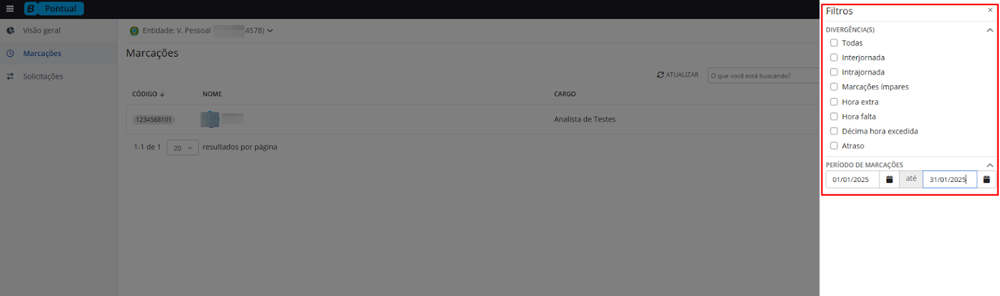 B Pontual
Visão geral
Marcações
Solicitações
Entidade: V. Pessoal 4578)
Marcações
ATUALIZAR
O que você está buscando?
CÓDIGO NOME CARGO
1234568101 Analista de Testes
1-1 de 1 20 resultados por página
Filtros
DIVERGÊNCIA(S)
Todas
Interjornada
Intrajornada
Marcações ímpares
Hora extra
Hora falta
Décima hora excedida
Atraso
PERÍODO DE MARCAÇÕES
01/01/2025 até 31/01/2025